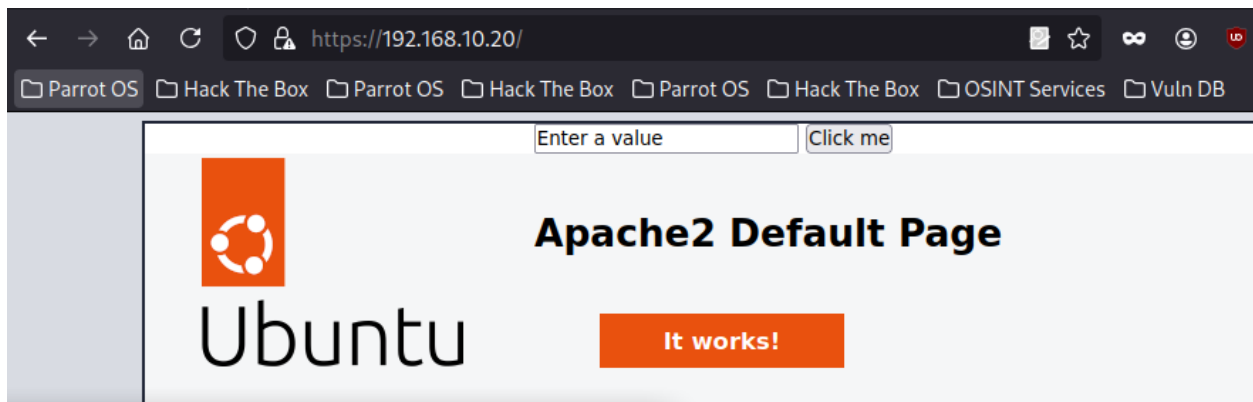 https://192.168.10.20/
Parrot OS Hack The Box Parrot OS Hack The Box Parrot OS Hack The Box OSINT Services Vuln DB
Enter a value Click me
Apache2 Default Page
Ubuntu
It works!